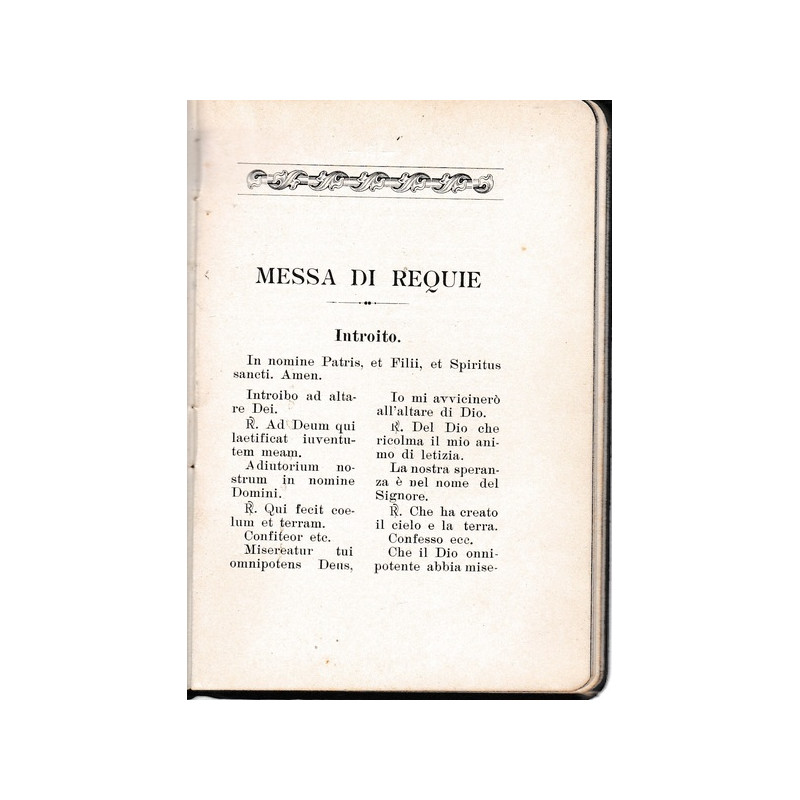 MESSA DI REQUIE
Introito.
In nomine Patris, et Filii, et Spiritus
sancti. Amen.
Introibo ad alta-
re Dei.
℟. Ad Deum qui
laetificat iuventu-
tem meam.
Adiutorium no-
strum in nomine
Domini.
℟. Qui fecit coe-
lum et terram.
Confiteor etc.
Misereatur tui
omnipotens Deus,
Io mi avvicinerò
all'altare di Dio.
℟. Del Dio che
ricolma il mio ani-
mo di letizia.
La nostra speran-
za è nel nome del
Signore.
℟. Che ha creato
il cielo e la terra.
Confesso ecc.
Che il Dio onni-
potente abbia mise-